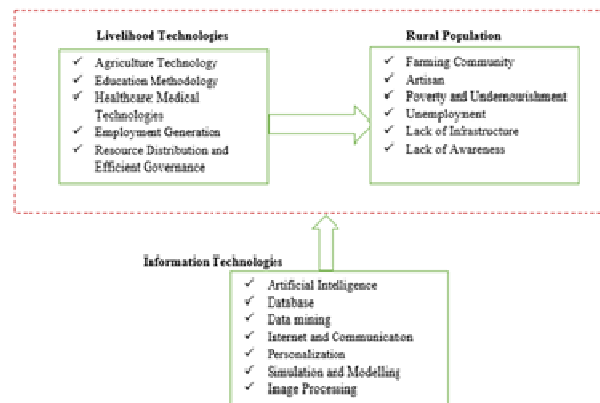 Livelihood Technologies
✓ Agriculture Technology
✓ Education Methodology
✓ Healthcare Medical
Technologies
✓ Employment Generation
✓ Resource Distribution and
Efficient Governance
Rural Population
✓ Farming Community
✓ Artisan
✓ Poverty and Undernourishment
✓ Unemployment
✓ Lack of Infrastructure
✓ Lack of Awareness
Information Technologies
✓ Artificial Intelligence
✓ Database
✓ Data mining
✓ Internet and Communication
✓ Personalization
✓ Simulation and Modelling
✓ Image Processing